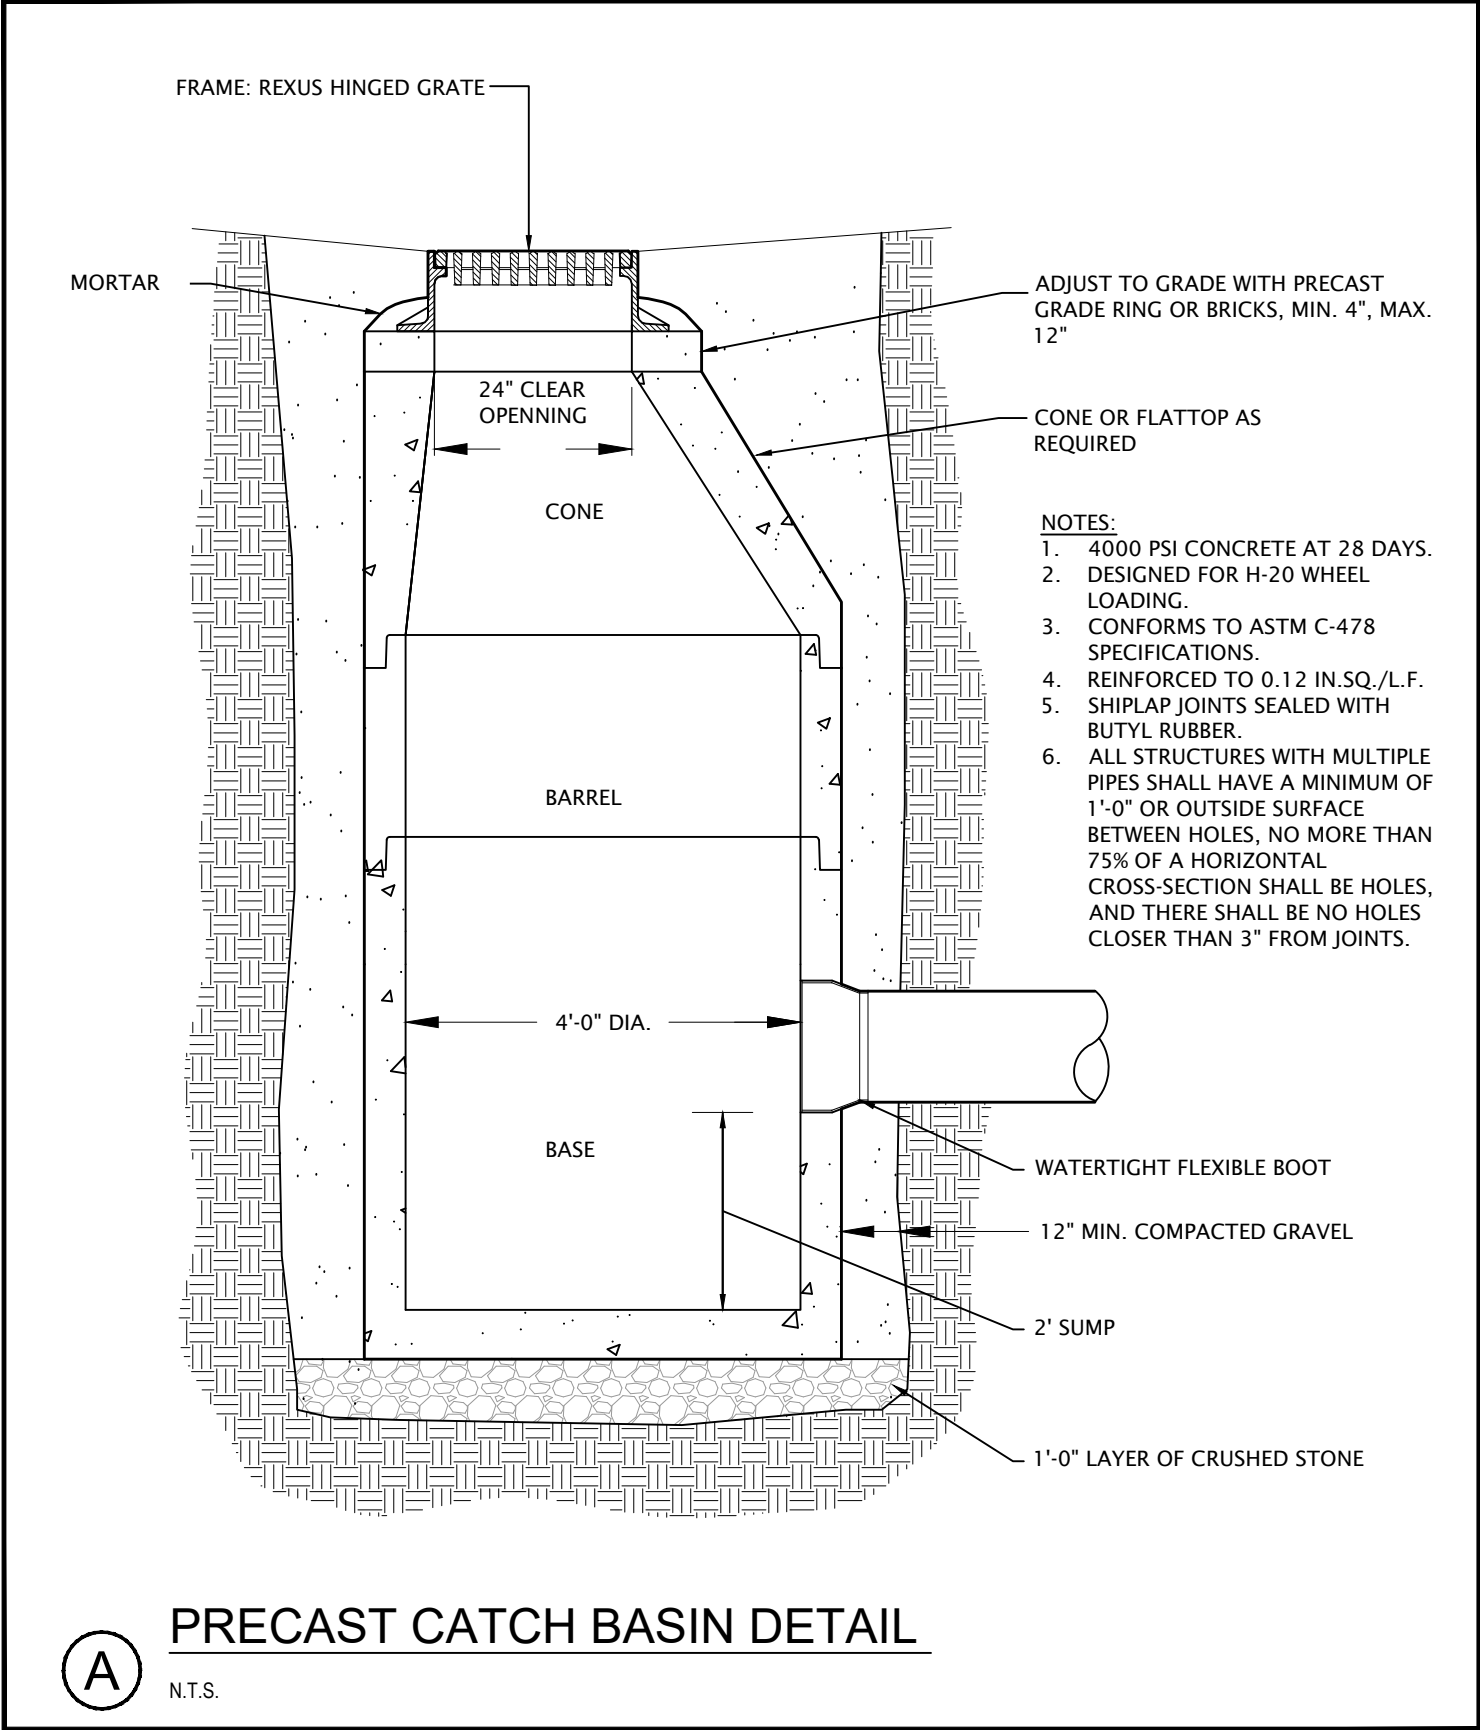 FRAME: REXUS HINGED GRATE
MORTAR
ADJUST TO GRADE WITH PRECAST
GRADE RING OR BRICKS, MIN. 4", MAX.
12"
24" CLEAR
OPENNING
CONE OR FLATTOP AS
REQUIRED
CONE
NOTES:
1. 4000 PSI CONCRETE AT 28 DAYS.
2. DESIGNED FOR H-20 WHEEL
LOADING.
3. CONFORMS TO ASTM C-478
SPECIFICATIONS.
4. REINFORCED TO 0.12 IN.SQ./L.F.
5. SHIPLAP JOINTS SEALED WITH
BUTYL RUBBER.
6. ALL STRUCTURES WITH MULTIPLE
PIPES SHALL HAVE A MINIMUM OF
1'-0" OR OUTSIDE SURFACE
BETWEEN HOLES, NO MORE THAN
75% OF A HORIZONTAL
CROSS-SECTION SHALL BE HOLES,
AND THERE SHALL BE NO HOLES
CLOSER THAN 3" FROM JOINTS.
BARREL
4'-0" DIA.
BASE
WATERTIGHT FLEXIBLE BOOT
12" MIN. COMPACTED GRAVEL
2' SUMP
1'-0" LAYER OF CRUSHED STONE
A
PRECAST CATCH BASIN DETAIL
N.T.S.